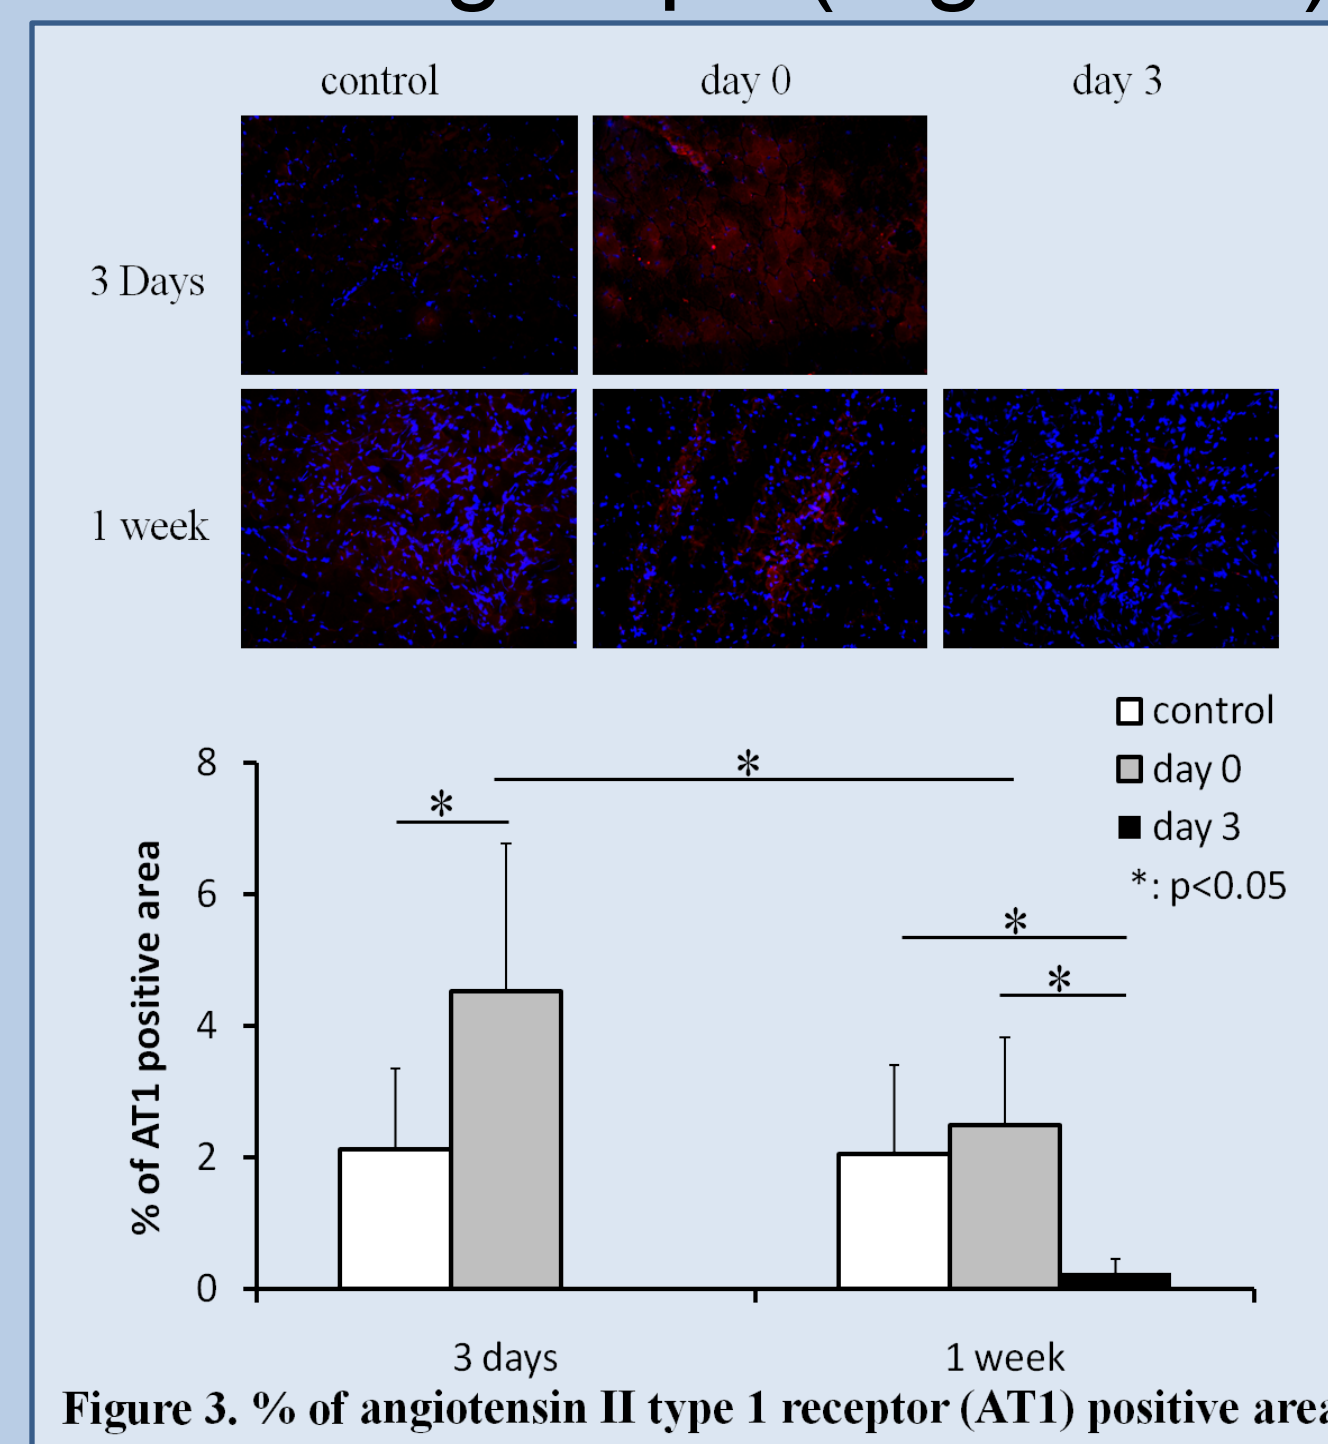 control day 0 day 3
3 Days
1 week
control
day 0
day 3
*: p<0.05
*
*
*
*
% of AT1 positive area
8
6
4
2
0
3 days 1 week
Figure 3. % of angiotensin II type 1 receptor (AT1) positive area